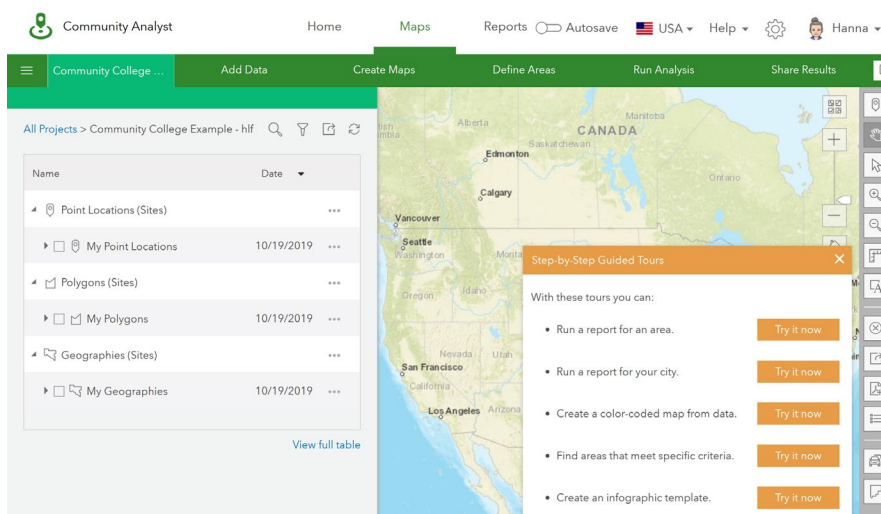 Community Analyst
Home
Maps
Reports
Autosave
USA
Help
Hanna
Community College ...
Add Data
Create Maps
Define Areas
Run Analysis
Share Results
All Projects > Community College Example - hlf
Name
Date
Point Locations (Sites)
My Point Locations 10/19/2019
Polygons (Sites)
My Polygons 10/19/2019
Geographies (Sites)
My Geographies 10/19/2019
View full table
Alberta
Manitoba
CANADA
Saskatchewan
Edmonton
Ontario
Calgary
Vancouver
Seattle
Washington
Oregon
Idaho
Nevada
Utah
San Francisco
California
Los Angeles
Arizona
Step-by-Step Guided Tours
With these tours you can:
• Run a report for an area. Try it now
• Run a report for your city. Try it now
• Create a color-coded map from data. Try it now
• Find areas that meet specific criteria. Try it now
• Create an infographic template. Try it now